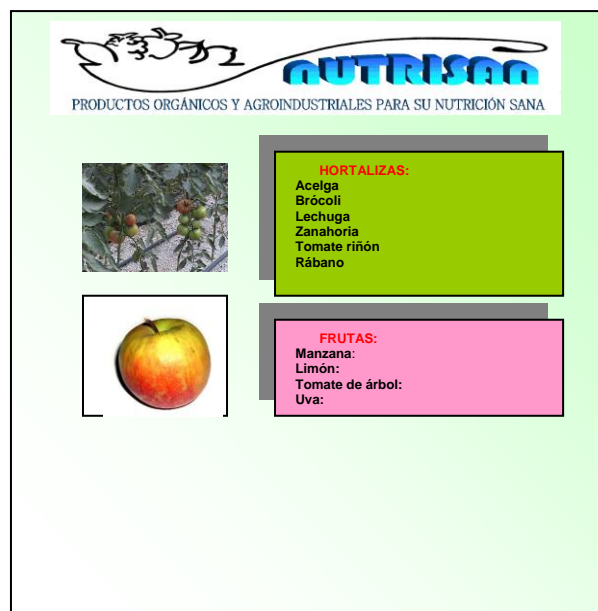 NUTRISAN
PRODUCTOS ORGÁNICOS Y AGROINDUSTRIALES PARA SU NUTRICIÓN SANA
HORTALIZAS:
Acelga
Brócoli
Lechuga
Zanahoria
Tomate riñón
Rábano
FRUTAS:
Manzana:
Limón:
Tomate de árbol:
Uva: